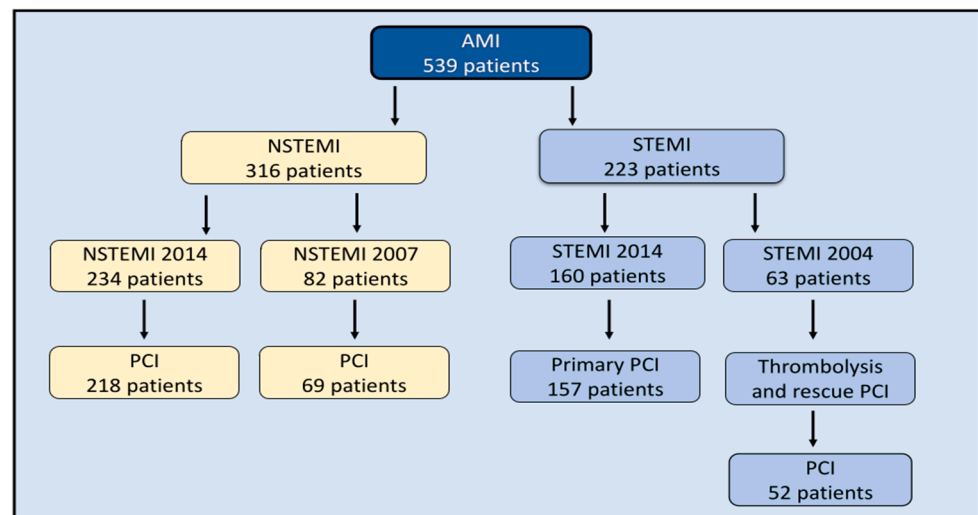 AMI
539 patients
NSTEMI
316 patients
STEMI
223 patients
NSTEMI 2014
234 patients
NSTEMI 2007
82 patients
STEMI 2014
160 patients
STEMI 2004
63 patients
PCI
218 patients
PCI
69 patients
Primary PCI
157 patients
Thrombolysis
and rescue PCI
PCI
52 patients